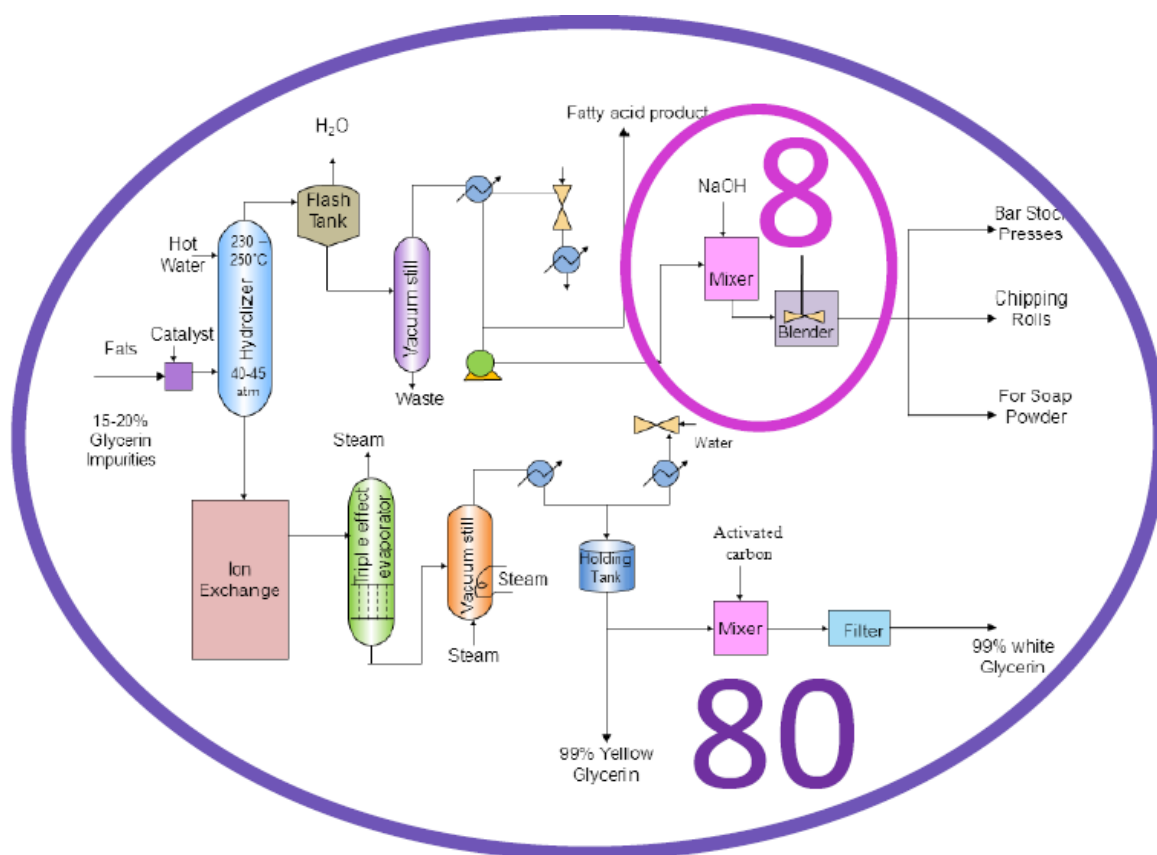 Fatty acid product
H₂O
8
NaOH
Flash
Tank
Bar Stock
Presses
Hot
Water
230 –
250°C
Hydrolizer
40-45
atm
Vacuum still
Mixer
Blender
Chipping
Rolls
Catalyst
Fats
Waste
For Soap
Powder
15-20%
Glycerin
Impurities
Steam
Water
Triple effect
evaporator
Vacuum still
Steam
Steam
Ion
Exchange
Holding
Tank
Activated
carbon
Mixer
Filter
99% white
Glycerin
99% Yellow
Glycerin
80